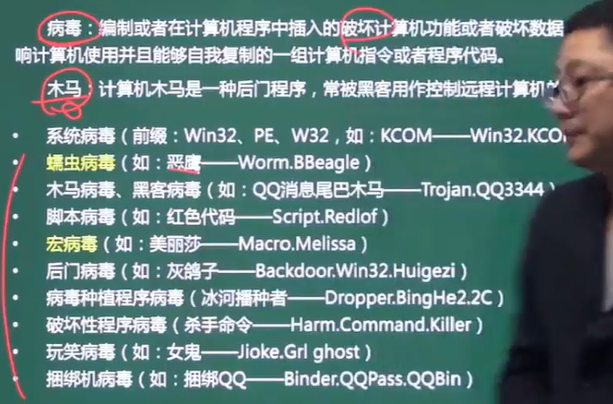 病毒：编制或者在计算机程序中插入的破坏计算机功能或者破坏数据
响计算机使用并且能够自我复制的一组计算机指令或者程序代码。
木马：计算机木马是一种后门程序，常被黑客用作控制远程计算机的
• 系统病毒（前缀：Win32、PE、W32，如：KCOM——Win32.KCO
• 蠕虫病毒（如：恶鹰——Worm.BBeagle）
• 木马病毒、黑客病毒（如：QQ消息尾巴木马——Trojan.QQ3344）
• 脚本病毒（如：红色代码——Script.Redlof）
• 宏病毒（如：美丽莎——Macro.Melissa）
• 后门病毒（如：灰鸽子——Backdoor.Win32.Huigezi）
• 病毒种植程序病毒（冰河播种者——Dropper.BingHe2.2C）
• 破坏性程序病毒（杀手命令——Harm.Command.Killer）
• 玩笑病毒（如：女鬼——Jioke.Grl ghost）
• 捆绑机病毒（如：捆绑QQ——Binder.QQPass.QQBin）